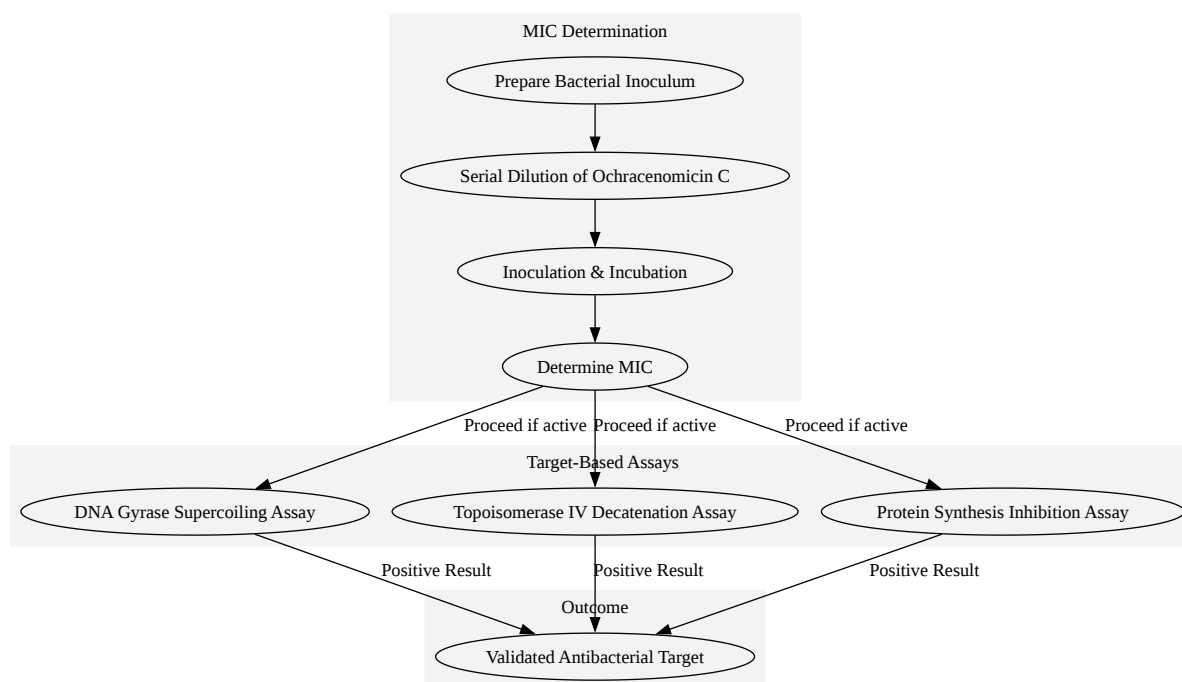 MIC Determination
Prepare Bacterial Inoculum
Serial Dilution of Ochracenomicin C
Inoculation & Incubation
Determine MIC
Proceed if active
Proceed if active
Proceed if active
Target-Based Assays
DNA Gyrase Supercoiling Assay
Topoisomerase IV Decatenation Assay
Protein Synthesis Inhibition Assay
Positive Result
Positive Result
Positive Result
Outcome
Validated Antibacterial Target